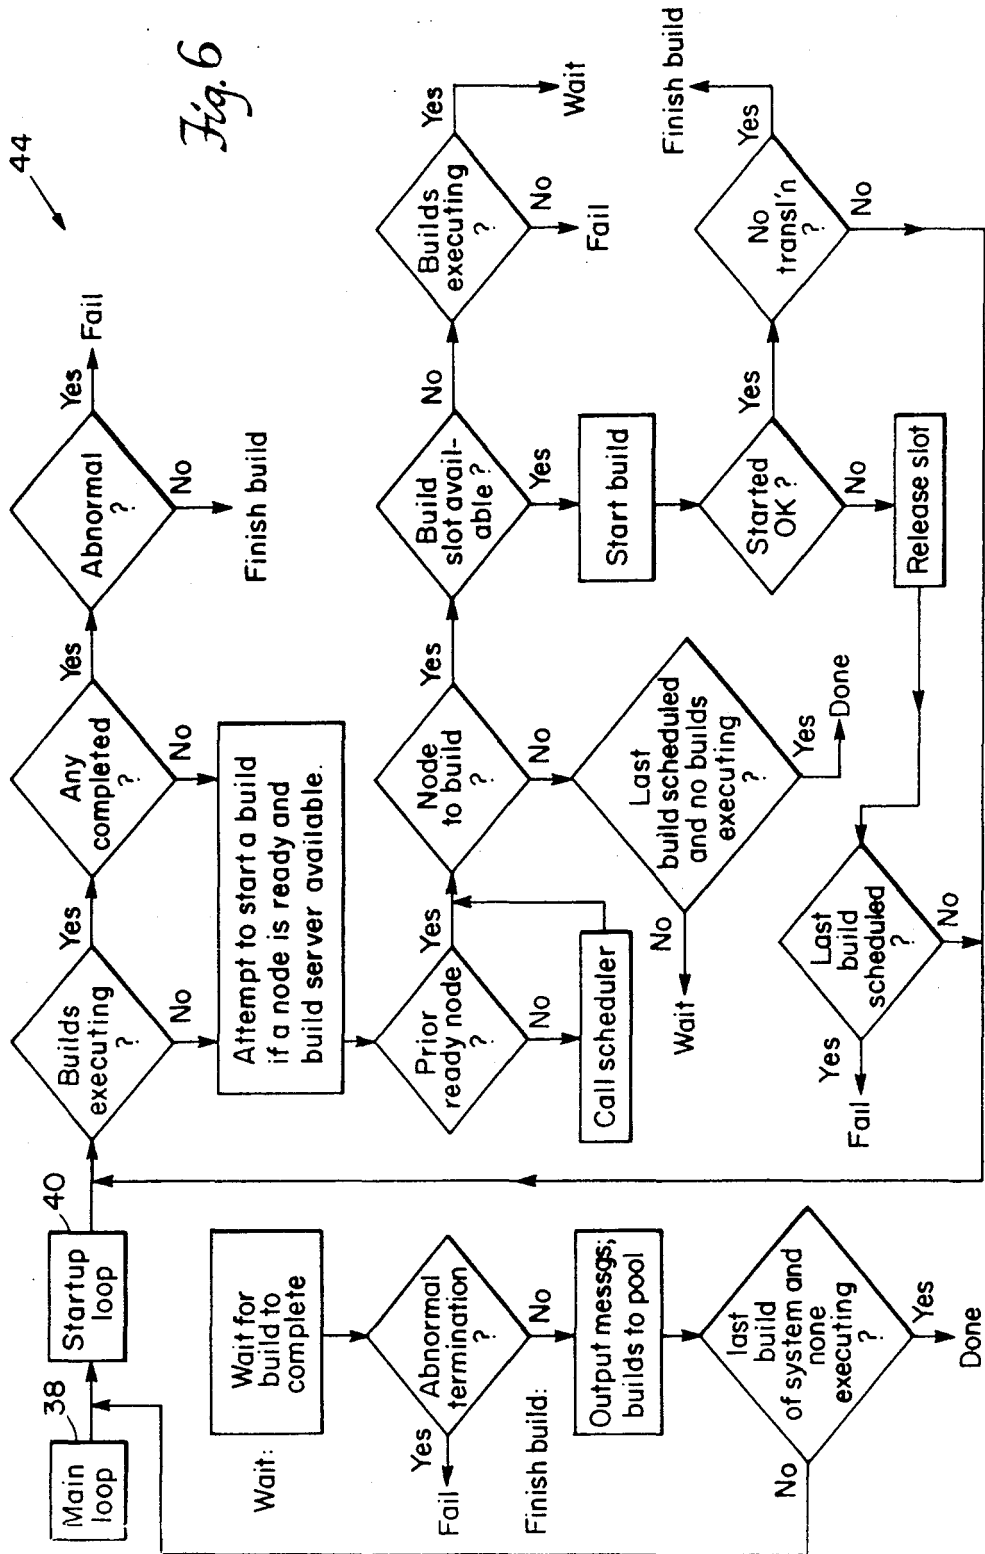 44
Fig. 6
Main
loop
38
Startup
loop
40
Builds
executing
?
Yes
No
Any
completed
?
Yes
No
Abnormal
?
Yes
Fail
No
Finish build
Attempt to start a build
if a node is ready and
build server available.
Prior
ready node
?
Yes
No
Call scheduler
Node
to build
?
Yes
No
Build
slot avail-
able ?
No
Yes
Builds
executing
?
Yes
Wait
No
Fail
Last
build scheduled
and no builds
executing
?
No
Wait
Yes
Done
Start build
Started
OK ?
Yes
No
No
transl'n
?
Yes
Finish build
No
Release slot
Last
build
scheduled
?
Yes
Fail
No
Wait:
Wait for
build to
complete
Abnormal
termination
?
Yes
Fail
No
Finish build:
Output messgs;
builds to pool
last
build
of system and
none
executing
?
No
Yes
Done